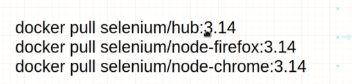 docker pull selenium/hub:3.14
docker pull selenium/node-firefox:3.14
docker pull selenium/node-chrome:3.14